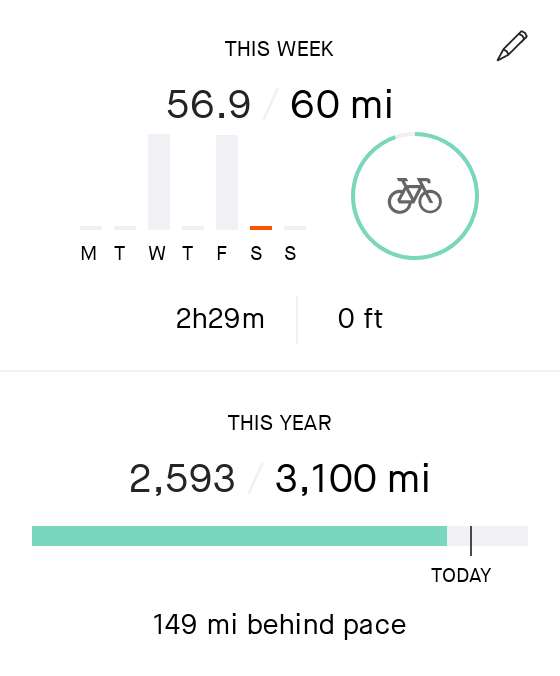 THIS WEEK
56.9 / 60 mi
M T W T F S S
2h29m | 0 ft
THIS YEAR
2,593 / 3,100 mi
TODAY
149 mi behind pace